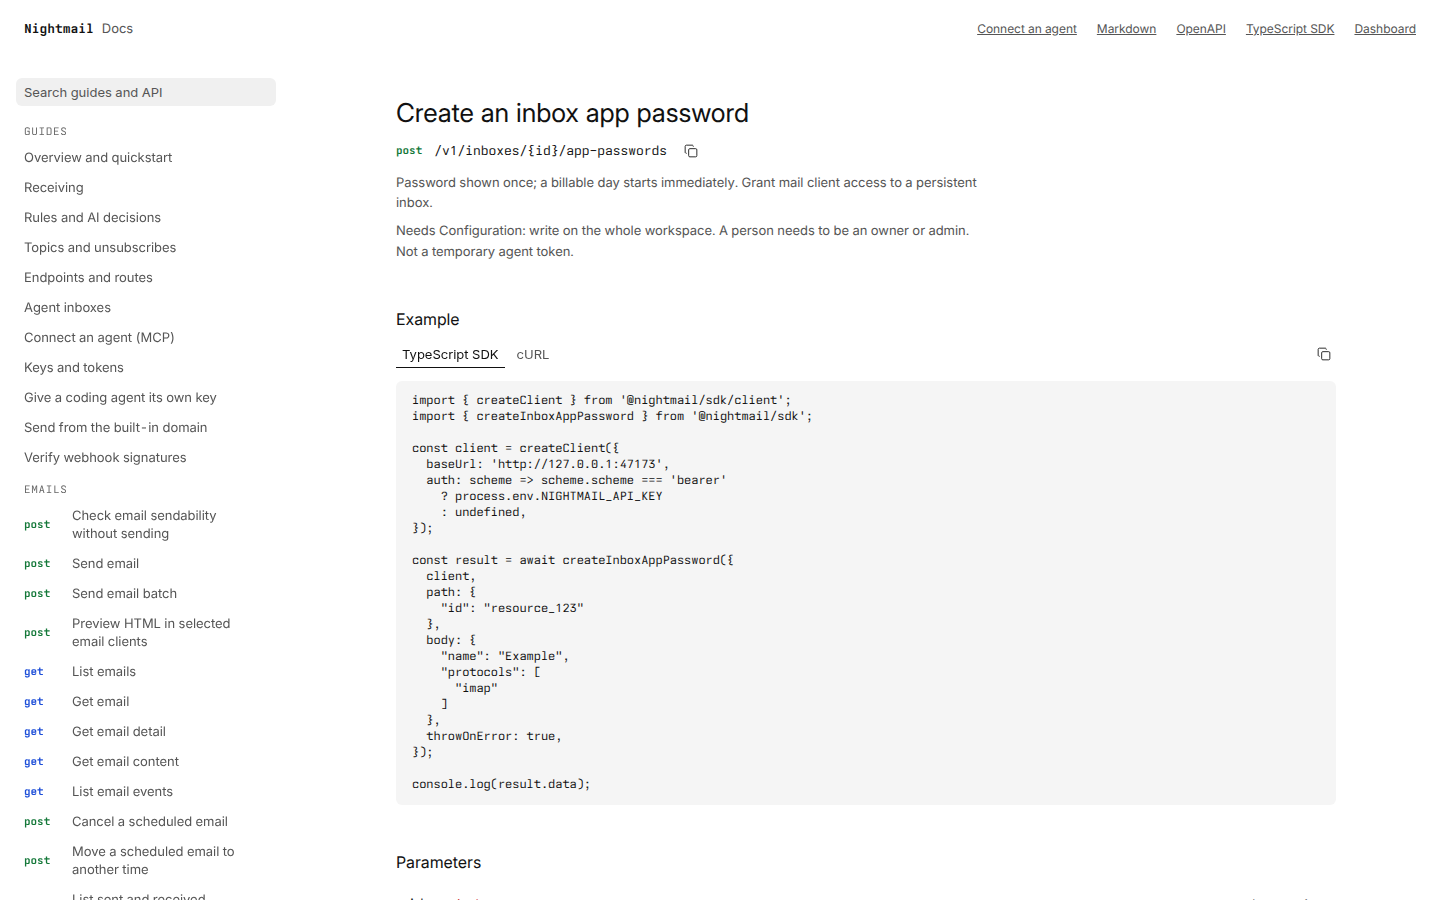 Nightmail Docs
Connect an agent Markdown OpenAPI TypeScript SDK Dashboard
Search guides and API
GUIDES
Overview and quickstart
Receiving
Rules and AI decisions
Topics and unsubscribes
Endpoints and routes
Agent inboxes
Connect an agent (MCP)
Keys and tokens
Give a coding agent its own key
Send from the built-in domain
Verify webhook signatures
EMAILS
post Check email sendability
without sending
post Send email
post Send email batch
post Preview HTML in selected
email clients
get List emails
get Get email
get Get email detail
get Get email content
get List email events
post Cancel a scheduled email
post Move a scheduled email to
another time
List sent and received
Create an inbox app password
post /v1/inboxes/{id}/app-passwords
Password shown once; a billable day starts immediately. Grant mail client access to a persistent
inbox.
Needs Configuration: write on the whole workspace. A person needs to be an owner or admin.
Not a temporary agent token.
Example
TypeScript SDK cURL
import { createClient } from '@nightmail/sdk/client';
import { createInboxAppPassword } from '@nightmail/sdk';
const client = createClient({
baseUrl: 'http://127.0.0.1:47173',
auth: scheme => scheme.scheme === 'bearer'
? process.env.NIGHTMAIL_API_KEY
: undefined,
});
const result = await createInboxAppPassword({
client,
path: {
"id": "resource_123"
},
body: {
"name": "Example",
"protocols": [
"imap"
]
},
throwOnError: true,
});
console.log(result.data);
Parameters